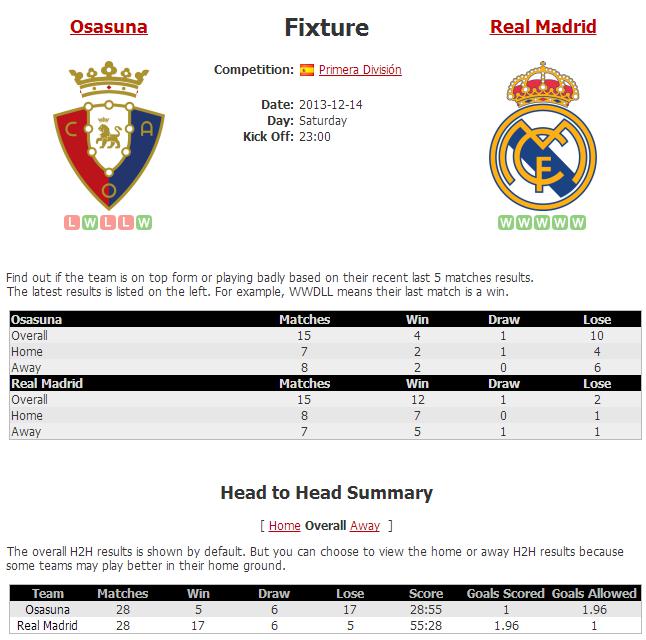 Osasuna Fixture Real Madrid
Competition: Primera División
Date: 2013-12-14
Day: Saturday
Kick Off: 23:00
C A
O
L W L L W
W W W W W
Find out if the team is on top form or playing badly based on their recent last 5 matches results.
The latest results is listed on the left. For example, WWDLL means their last match is a win.
Osasuna Matches Win Draw Lose
Overall 15 4 1 10
Home 7 2 1 4
Away 8 2 0 6
Real Madrid Matches Win Draw Lose
Overall 15 12 1 2
Home 8 7 0 1
Away 7 5 1 1
Head to Head Summary
[ Home Overall Away ]
The overall H2H results is shown by default. But you can choose to view the home or away H2H results because
some teams may play better in their home ground.
Team Matches Win Draw Lose Score Goals Scored Goals Allowed
Osasuna 28 5 6 17 28:55 1 1.96
Real Madrid 28 17 6 5 55:28 1.96 1